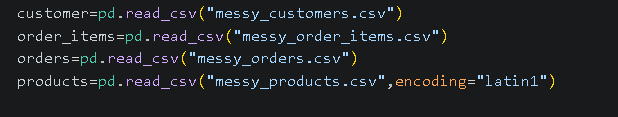 customer=pd.read_csv("messy_customers.csv")
order_items=pd.read_csv("messy_order_items.csv")
orders=pd.read_csv("messy_orders.csv")
products=pd.read_csv("messy_products.csv",encoding="latin1")